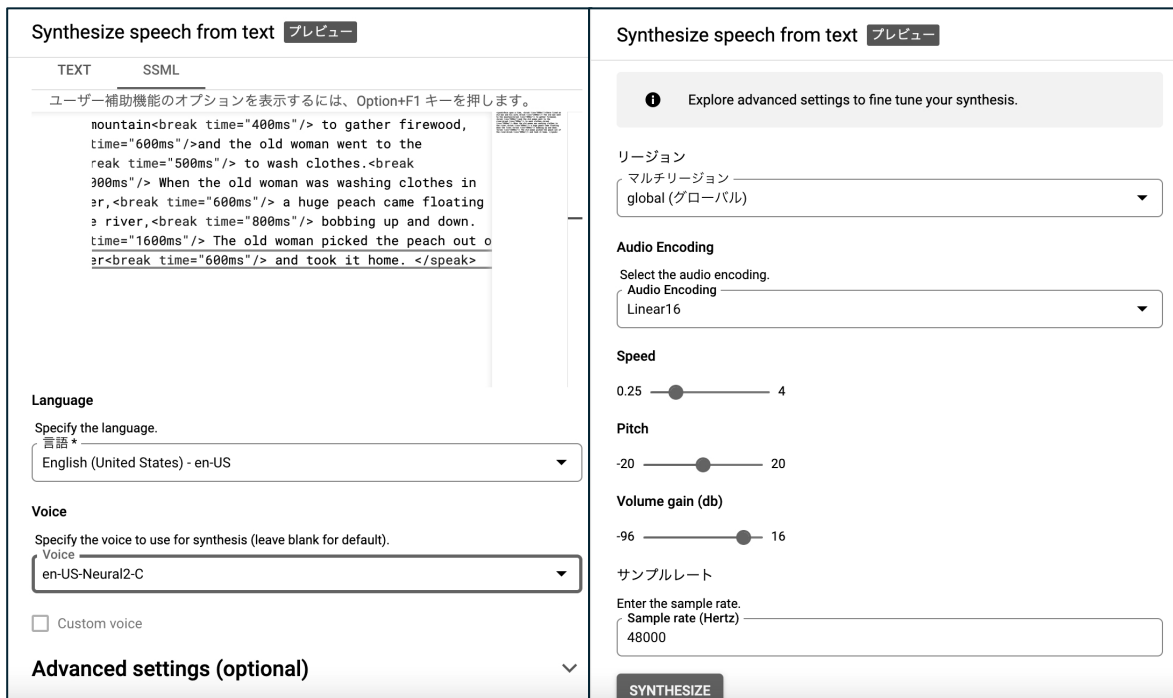 Synthesize speech from text プレビュー
TEXT SSML
ユーザー補助機能のオプションを表示するには、Option+F1 キーを押します。
mountain<break time="400ms"/> to gather firewood,
time="600ms"/>and the old woman went to the
reak time="500ms"/> to wash clothes.<break
000ms"/> When the old woman was washing clothes in
er,<break time="600ms"/> a huge peach came floating
e river,<break time="800ms"/> bobbing up and down.
time="1600ms"/> The old woman picked the peach out o
er<break time="600ms"/> and took it home. </speak>
Language
Specify the language.
言語 *
English (United States) - en-US
Voice
Specify the voice to use for synthesis (leave blank for default).
Voice
en-US-Neural2-C
Custom voice
Advanced settings (optional)
Synthesize speech from text プレビュー
Explore advanced settings to fine tune your synthesis.
リージョン
マルチリージョン
global (グローバル)
Audio Encoding
Select the audio encoding.
Audio Encoding
Linear16
Speed
0.25 4
Pitch
-20 20
Volume gain (db)
-96 16
サンプルレート
Enter the sample rate.
Sample rate (Hertz)
48000
SYNTHESIZE